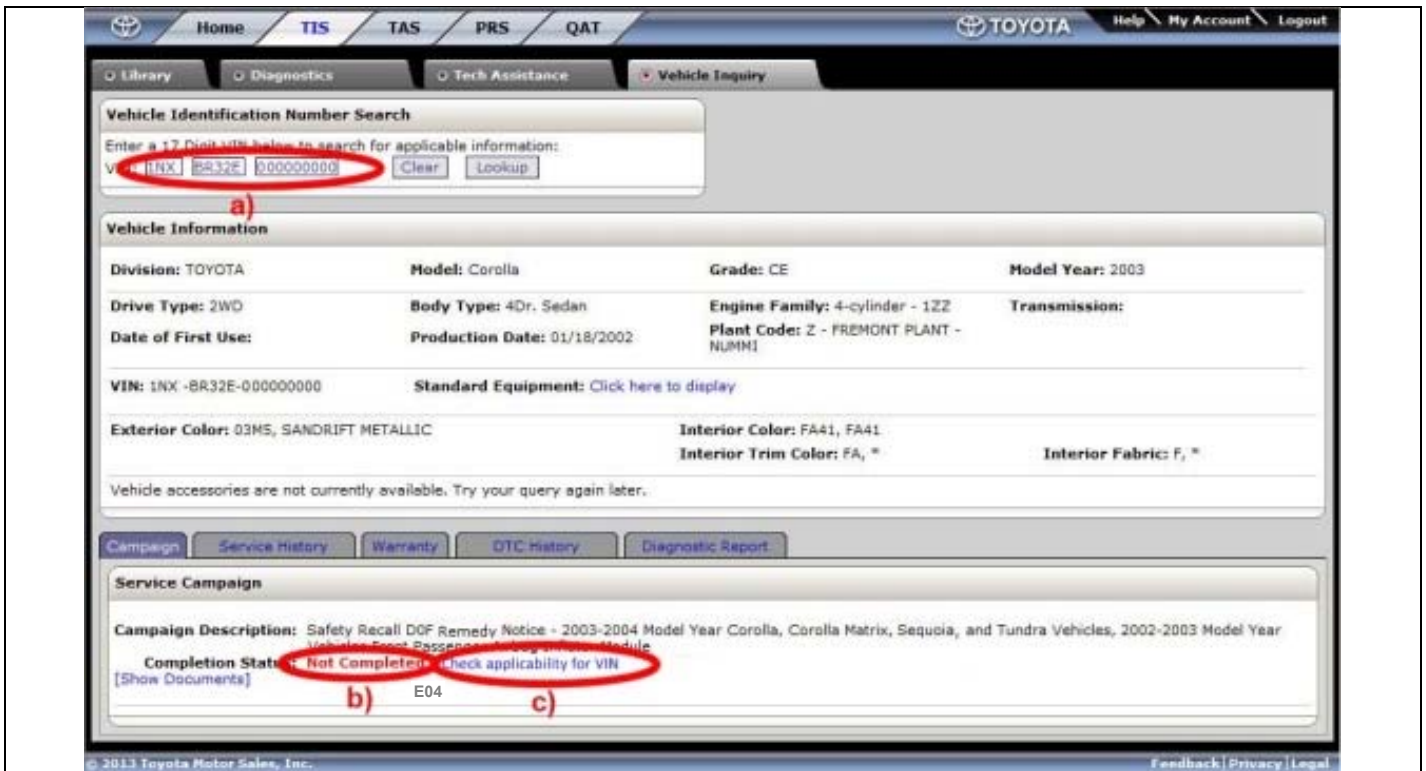 Home TIS TAS PRS QAT TOYOTA Help My Account Logout
Library Diagnostics Tech Assistance Vehicle Inquiry
Vehicle Identification Number Search
Enter a 17 Digit VIN below to search for applicable information:
1NX BR32E 000000000 Clear Lookup
a)
Vehicle Information
Division: TOYOTA Model: Corolla Grade: CE Model Year: 2003
Drive Type: 2WD Body Type: 4Dr. Sedan Engine Family: 4-cylinder - 1ZZ Transmission:
Date of First Use: Production Date: 01/18/2002 Plant Code: Z - FREMONT PLANT -
NUMMI
VIN: 1NX -BR32E-000000000 Standard Equipment: Click here to display
Exterior Color: 03M5, SANDRIFT METALLIC Interior Color: FA41, FA41
Interior Trim Color: FA, * Interior Fabric: F, *
Vehicle accessories are not currently available. Try your query again later.
Campaign Service History Warranty DTC History Diagnostic Report
Service Campaign
Campaign Description: Safety Recall D0F Remedy Notice - 2003-2004 Model Year Corolla, Corolla Matrix, Sequoia, and Tundra Vehicles, 2002-2003 Model Year
Vehicles Front Passenger Module
Completion Status: Not Completed Check applicability for VIN
[Show Documents] E04
b) c)
© 2013 Toyota Motor Sales, Inc. Feedback | Privacy | Legal